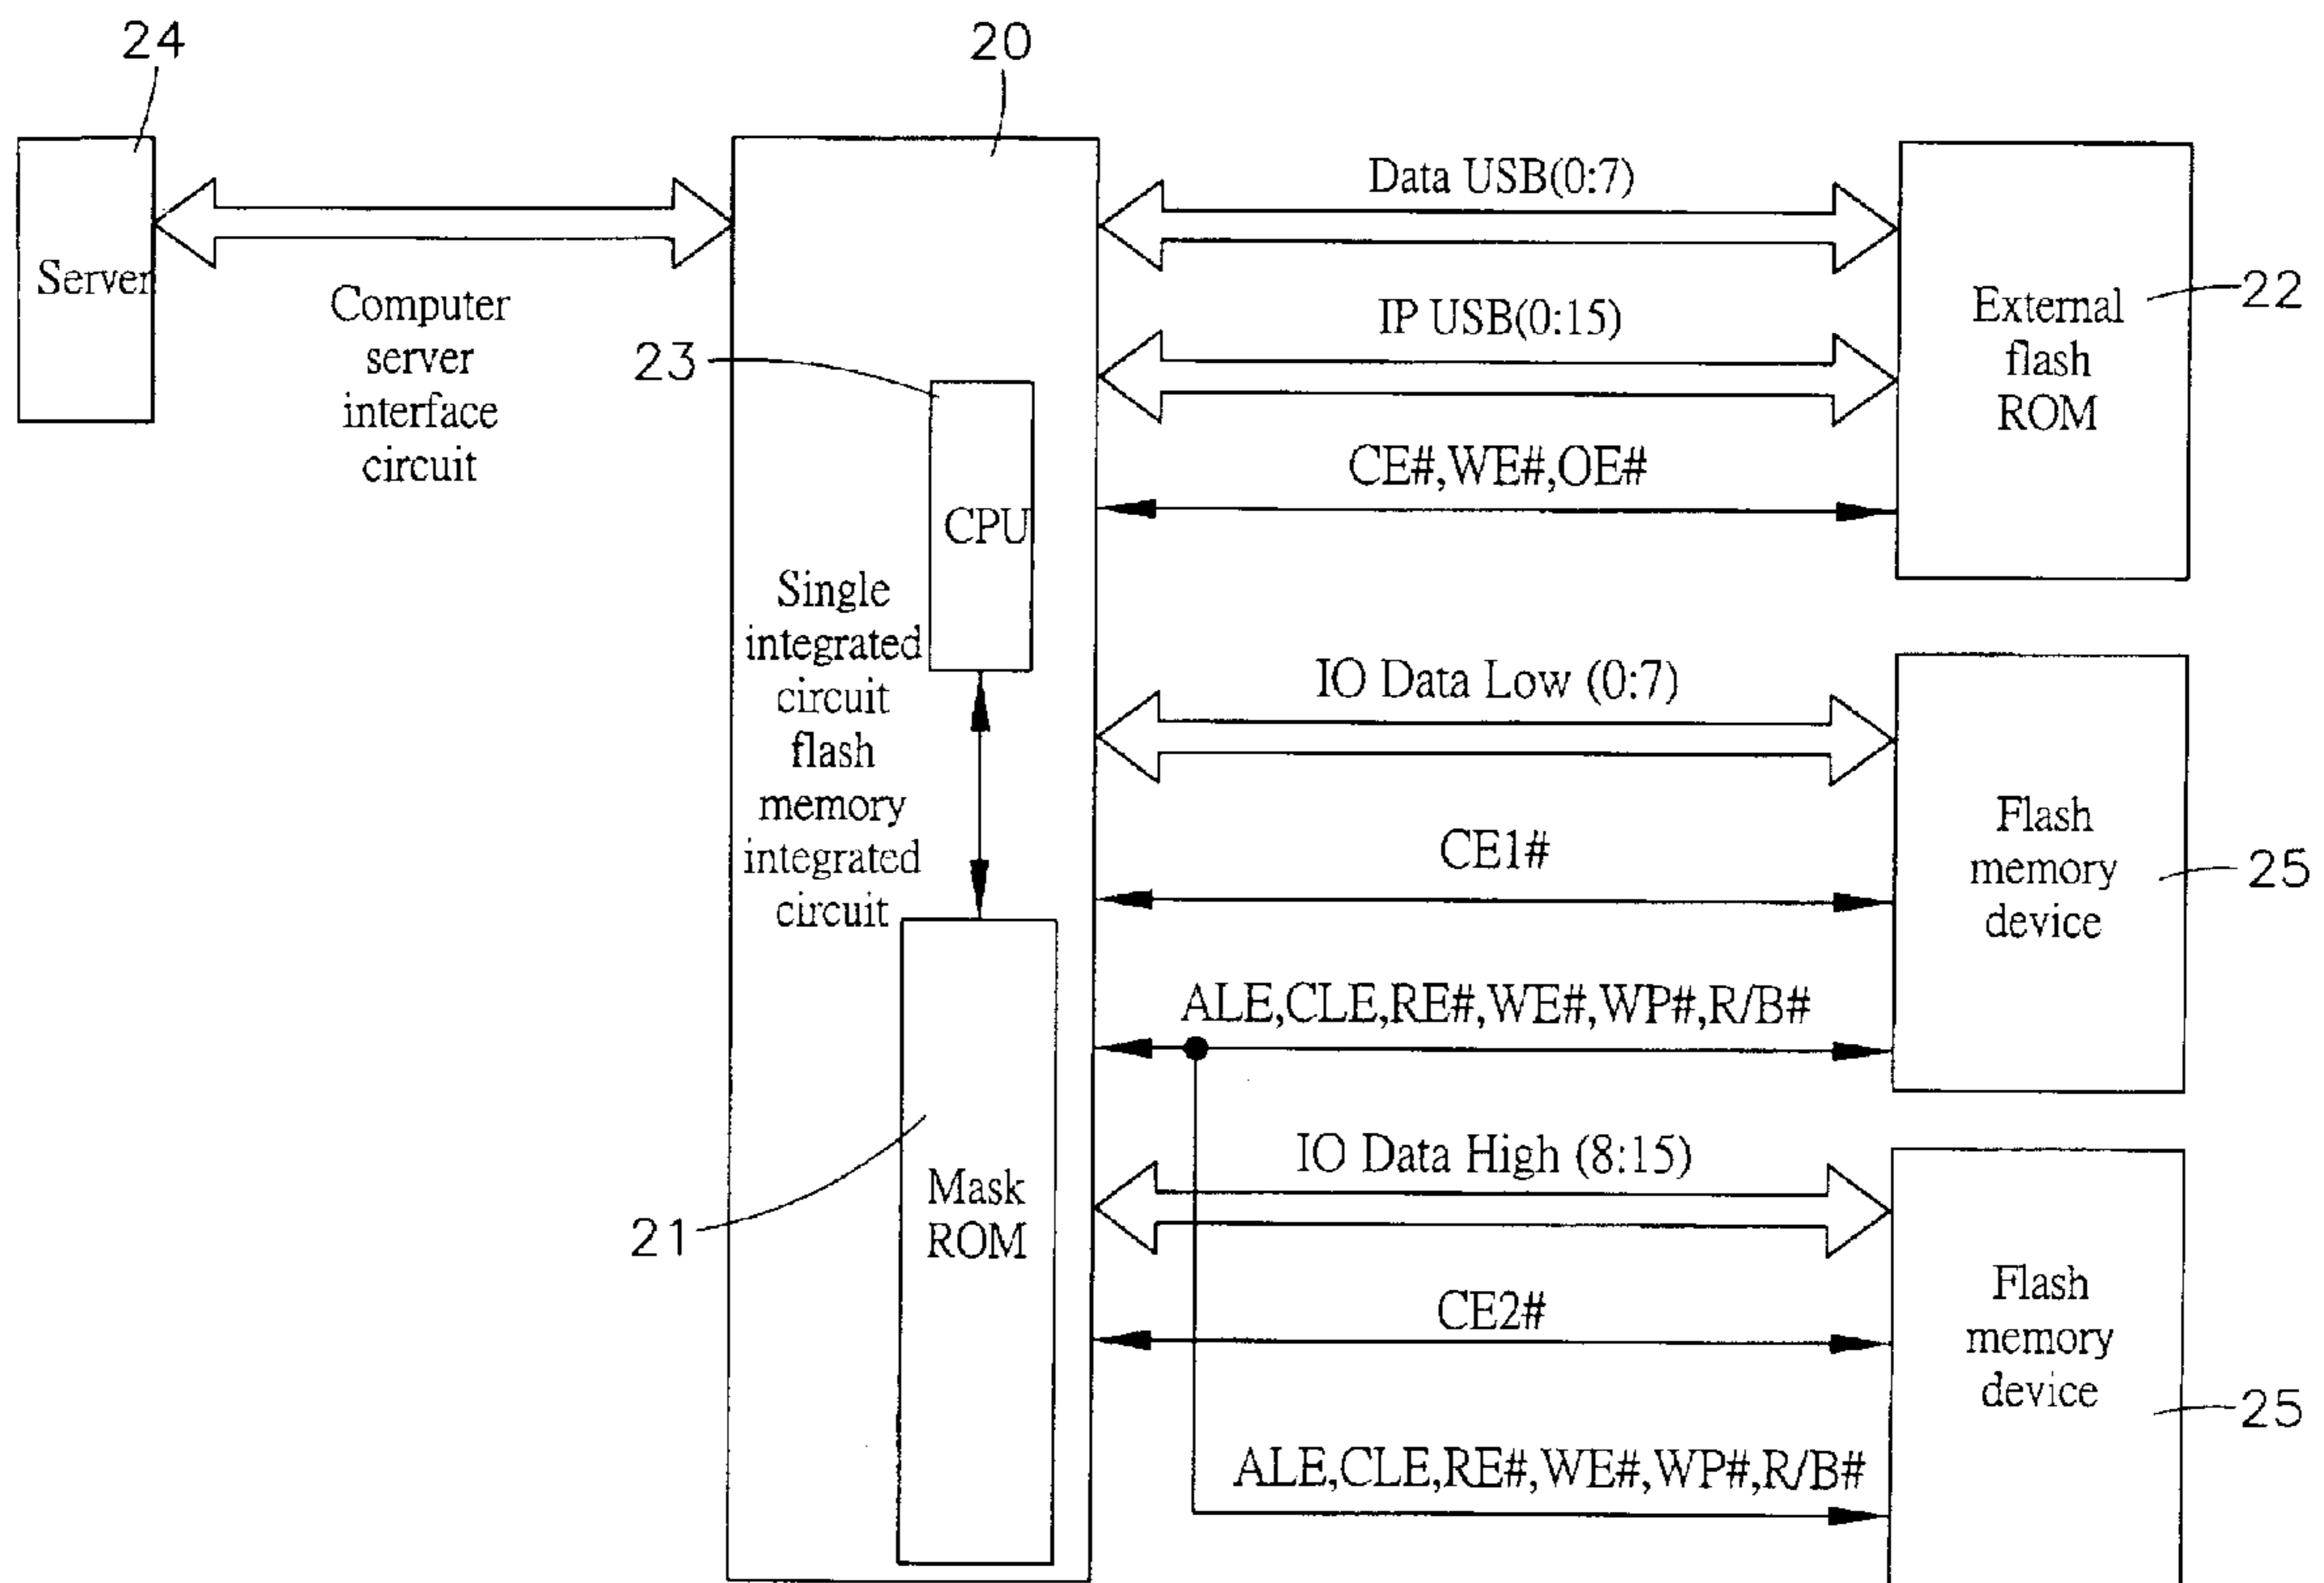 24
20
Server
Computer
server
interface
circuit
23
CPU
Single
integrated
circuit
flash
memory
integrated
circuit
21
Mask
ROM
Data USB(0:7)
IP USB(0:15)
CE#,WE#,OE#
External
flash
ROM
22
IO Data Low (0:7)
CE1#
ALE,CLE,RE#,WE#,WP#,R/B#
Flash
memory
device
25
IO Data High (8:15)
CE2#
ALE,CLE,RE#,WE#,WP#,R/B#
Flash
memory
device
25